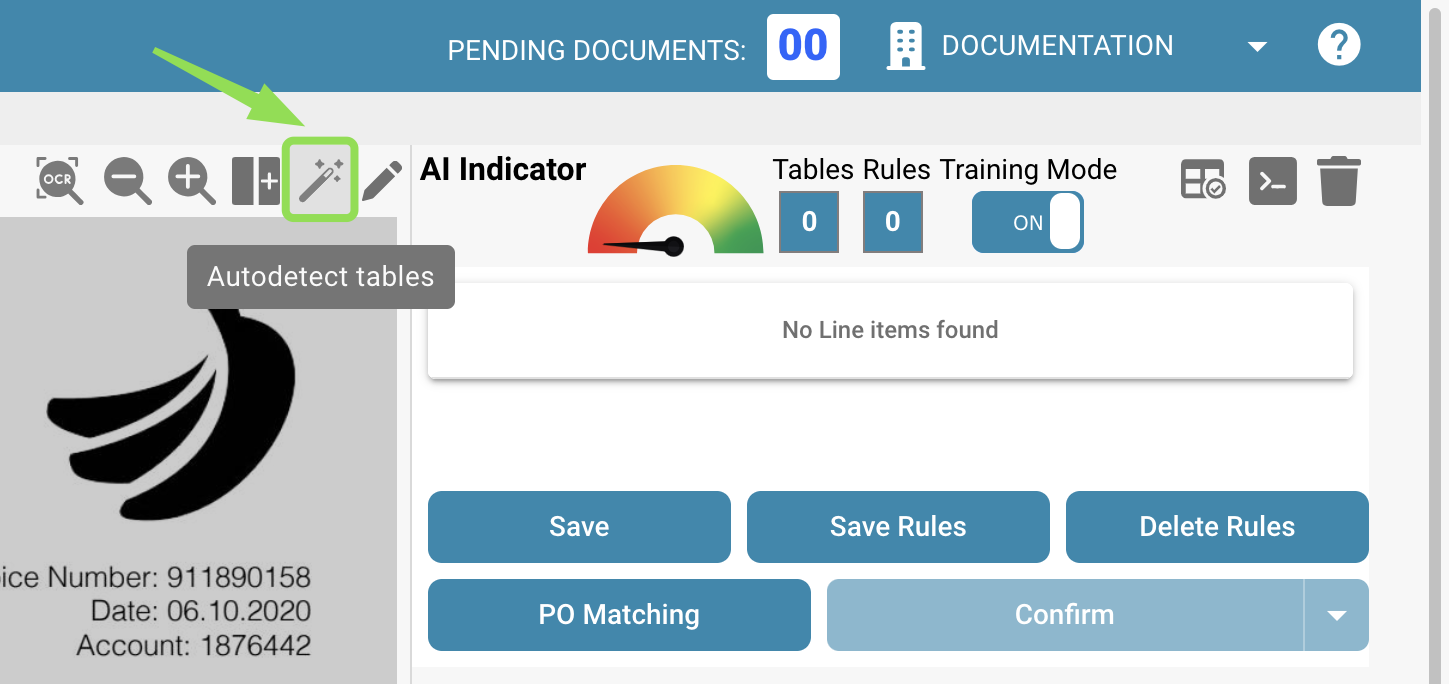 PENDING DOCUMENTS: 00 DOCUMENTATION ?
OCR
AI Indicator
Tables Rules Training Mode
0 0 ON
Autodetect tables
No Line items found
Save Save Rules Delete Rules
PO Matching Confirm
ice Number: 911890158
Date: 06.10.2020
Account: 1876442